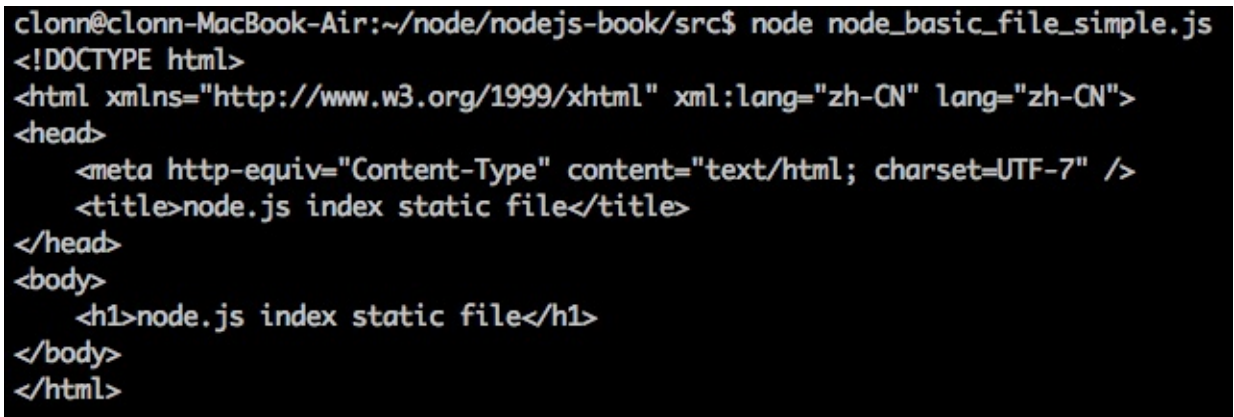 clonn@clonn-MacBook-Air:~/node/nodejs-book/src$ node node_basic_file_simple.js
<!DOCTYPE html>
<html xmlns="http://www.w3.org/1999/xhtml" xml:lang="zh-CN" lang="zh-CN">
<head>
    <meta http-equiv="Content-Type" content="text/html; charset=UTF-7" />
    <title>node.js index static file</title>
</head>
<body>
    <h1>node.js index static file</h1>
</body>
</html>